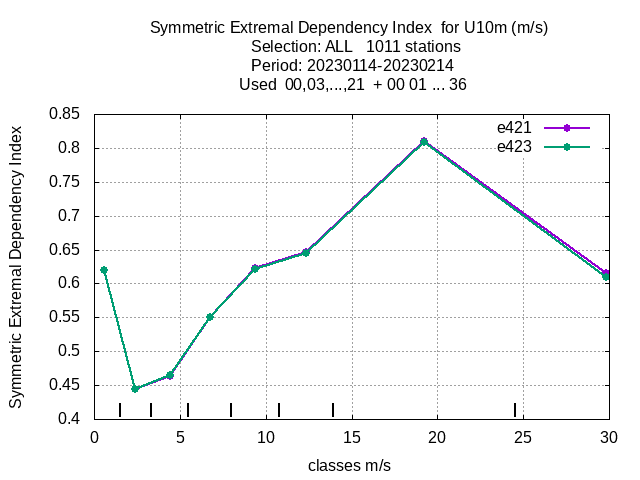 Symmetric Extremal Dependency Index  for U10m (m/s)
Selection: ALL   1011 stations
Period: 20230114-20230214
Used  00,03,...,21  + 00 01 ... 36
e421
e423
Symmetric Extremal Dependency Index
0.85
0.8
0.75
0.7
0.65
0.6
0.55
0.5
0.45
0.4
0 5 10 15 20 25 30
classes m/s